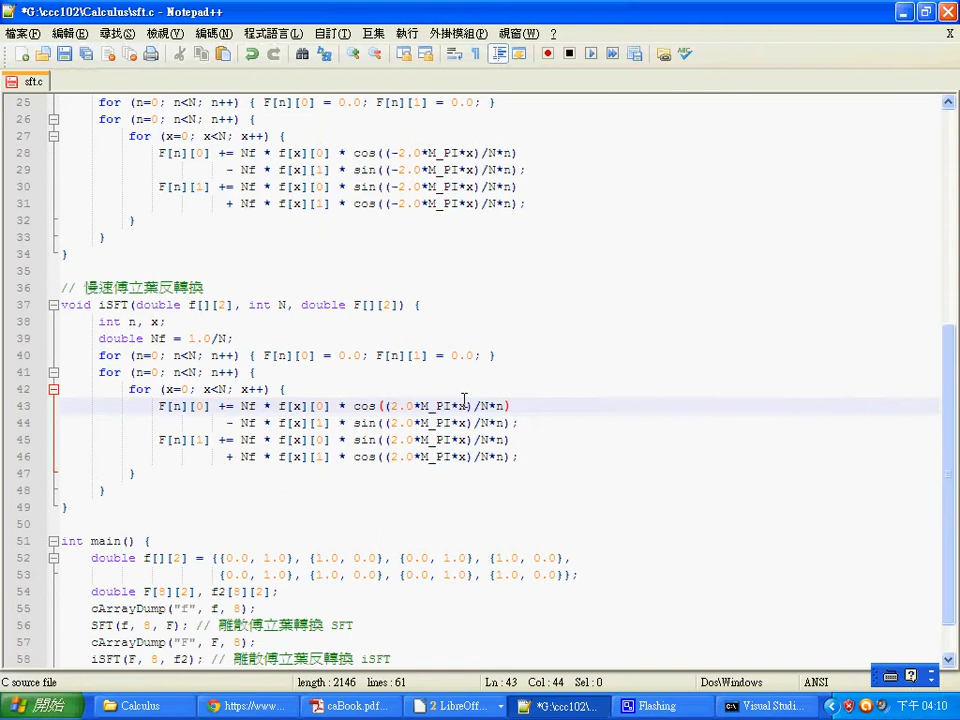 *G:\ccc102\Calculus\sft.c - Notepad++
檔案(F) 編輯(E) 尋找(S) 檢視(V) 編碼(N) 程式語言(L) 自訂(T) 巨集 執行 外掛模組(P) 視窗(W) ? X
sft.c
25 for (n=0; n<N; n++) { F[n][0] = 0.0; F[n][1] = 0.0; }
26 for (n=0; n<N; n++) {
27 for (x=0; x<N; x++) {
28 F[n][0] += Nf * f[x][0] * cos((-2.0*M_PI*x)/N*n)
29 - Nf * f[x][1] * sin((-2.0*M_PI*x)/N*n);
30 F[n][1] += Nf * f[x][0] * sin((-2.0*M_PI*x)/N*n)
31 + Nf * f[x][1] * cos((-2.0*M_PI*x)/N*n);
32 }
33 }
34 }
35
36 // 慢速傅立葉反轉換
37 void iSFT(double f[][2], int N, double F[][2]) {
38 int n, x;
39 double Nf = 1.0/N;
40 for (n=0; n<N; n++) { F[n][0] = 0.0; F[n][1] = 0.0; }
41 for (n=0; n<N; n++) {
42 for (x=0; x<N; x++) {
43 F[n][0] += Nf * f[x][0] * cos((2.0*M_PI*x)/N*n)
44 - Nf * f[x][1] * sin((2.0*M_PI*x)/N*n);
45 F[n][1] += Nf * f[x][0] * sin((2.0*M_PI*x)/N*n)
46 + Nf * f[x][1] * cos((2.0*M_PI*x)/N*n);
47 }
48 }
49 }
50
51 int main() {
52 double f[][2] = {{0.0, 1.0}, {1.0, 0.0}, {0.0, 1.0}, {1.0, 0.0},
53 {0.0, 1.0}, {1.0, 0.0}, {0.0, 1.0}, {1.0, 0.0}};
54 double F[8][2], f2[8][2];
55 cArrayDump("f", f, 8);
56 SFT(f, 8, F); // 離散傅立葉轉換 SFT
57 cArrayDump("F", F, 8);
58 iSFT(F, 8, f2); // 離散傅立葉反轉換 iSFT
C source file length : 2146 lines : 61 Ln : 43 Col : 44 Sel : 0 Dos\Windows ANSI
開始 Calculus https://www... caBook.pdf... 2 LibreOff... *G:\ccc102\... Flashing Visual Studi... 下午 04:10